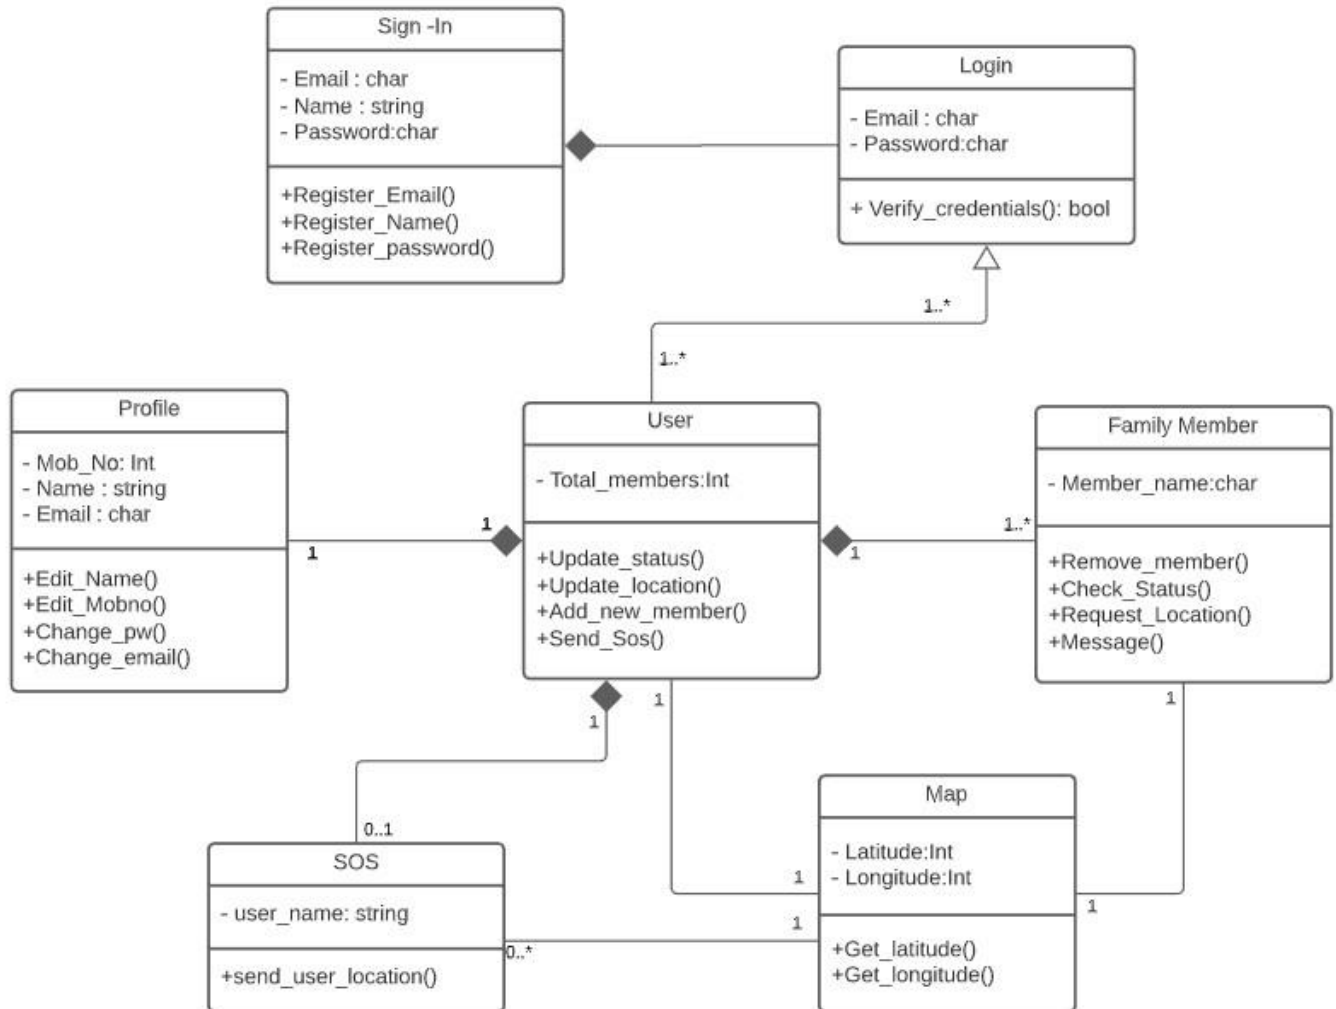 Sign -In
- Email : char
- Name : string
- Password:char
+Register_Email()
+Register_Name()
+Register_password()
Login
- Email : char
- Password:char
+ Verify_credentials(): bool
1..*
1..*
Profile
- Mob_No: Int
- Name : string
- Email : char
+Edit_Name()
+Edit_Mobno()
+Change_pw()
+Change_email()
1
1
User
- Total_members:Int
+Update_status()
+Update_location()
+Add_new_member()
+Send_Sos()
1..*
1
Family Member
- Member_name:char
+Remove_member()
+Check_Status()
+Request_Location()
+Message()
1
1
1
0..1
SOS
- user_name: string
+send_user_location()
0..*
1
1
1
Map
- Latitude:Int
- Longitude:Int
+Get_latitude()
+Get_longitude()